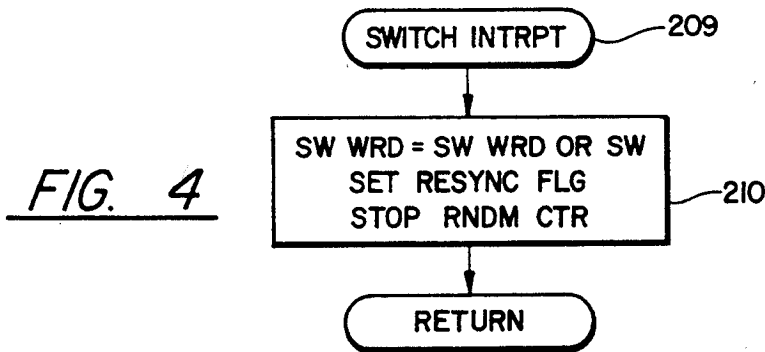 SWITCH INTRPT
209
SW WRD = SW WRD OR SW
SET RESYNC FLG
STOP RNDM CTR
210
FIG. 4
RETURN